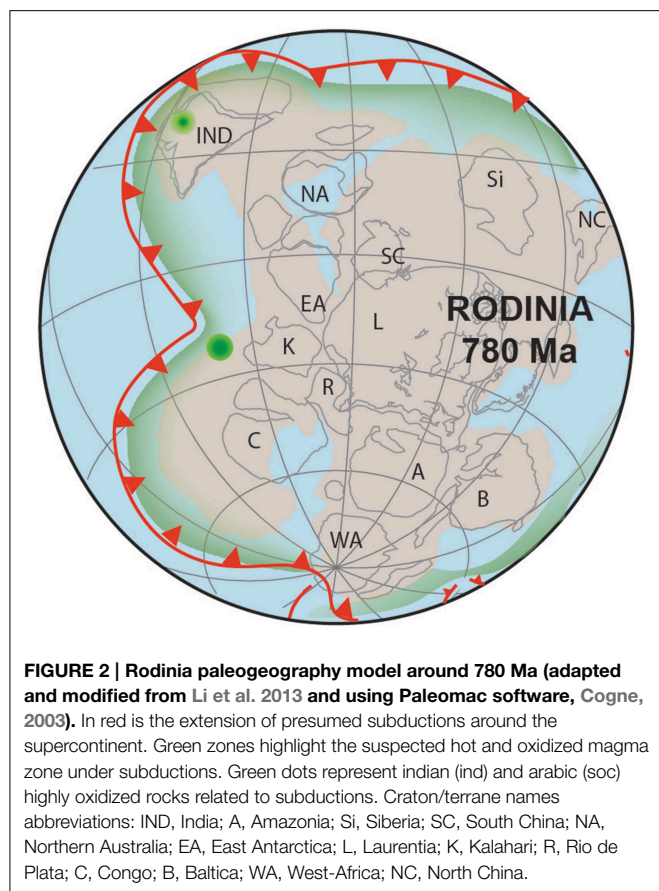 IND
NA
Si
NC
SC
EA
L
RODINIA
780 Ma
K
R
C
A
B
WA
FIGURE 2 | Rodinia paleogeography model around 780 Ma (adapted
and modified from Li et al. 2013 and using Paleomac software, Cogne,
2003). In red is the extension of presumed subductions around the
supercontinent. Green zones highlight the suspected hot and oxidized magma
zone under subductions. Green dots represent indian (ind) and arabic (soc)
highly oxidized rocks related to subductions. Craton/terrane names
abbreviations: IND, India; A, Amazonia; Si, Siberia; SC, South China; NA,
Northern Australia; EA, East Antarctica; L, Laurentia; K, Kalahari; R, Rio de
Plata; C, Congo; B, Baltica; WA, West-Africa; NC, North China.